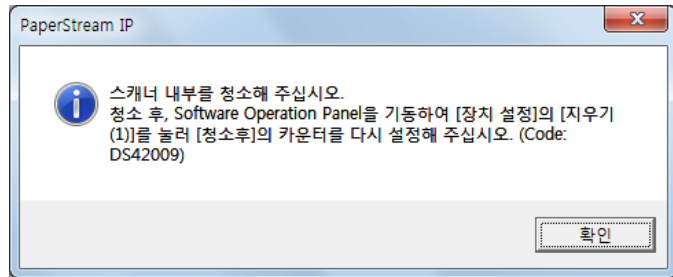 PaperStream IP
스캐너 내부를 청소해 주십시오.
청소 후, Software Operation Panel을 기동하여 [장치 설정]의 [지우기
(1)]를 눌러 [청소후]의 카운터를 다시 설정해 주십시오. (Code:
DS42009)
확인